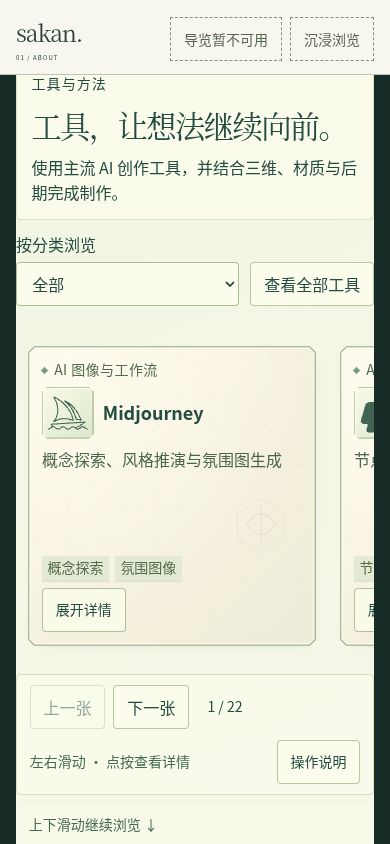 sakan.
01 / ABOUT
导览暂不可用
沉浸浏览
工具与方法
工具，让想法继续向前。
使用主流 AI 创作工具，并结合三维、材质与后
期完成制作。
按分类浏览
全部
查看全部工具
AI 图像与工作流
Midjourney
概念探索、风格推演与氛围图生成
概念探索
氛围图像
展开详情
上一张
下一张
1 / 22
左右滑动 · 点按查看详情
操作说明
上下滑动继续浏览 ↓